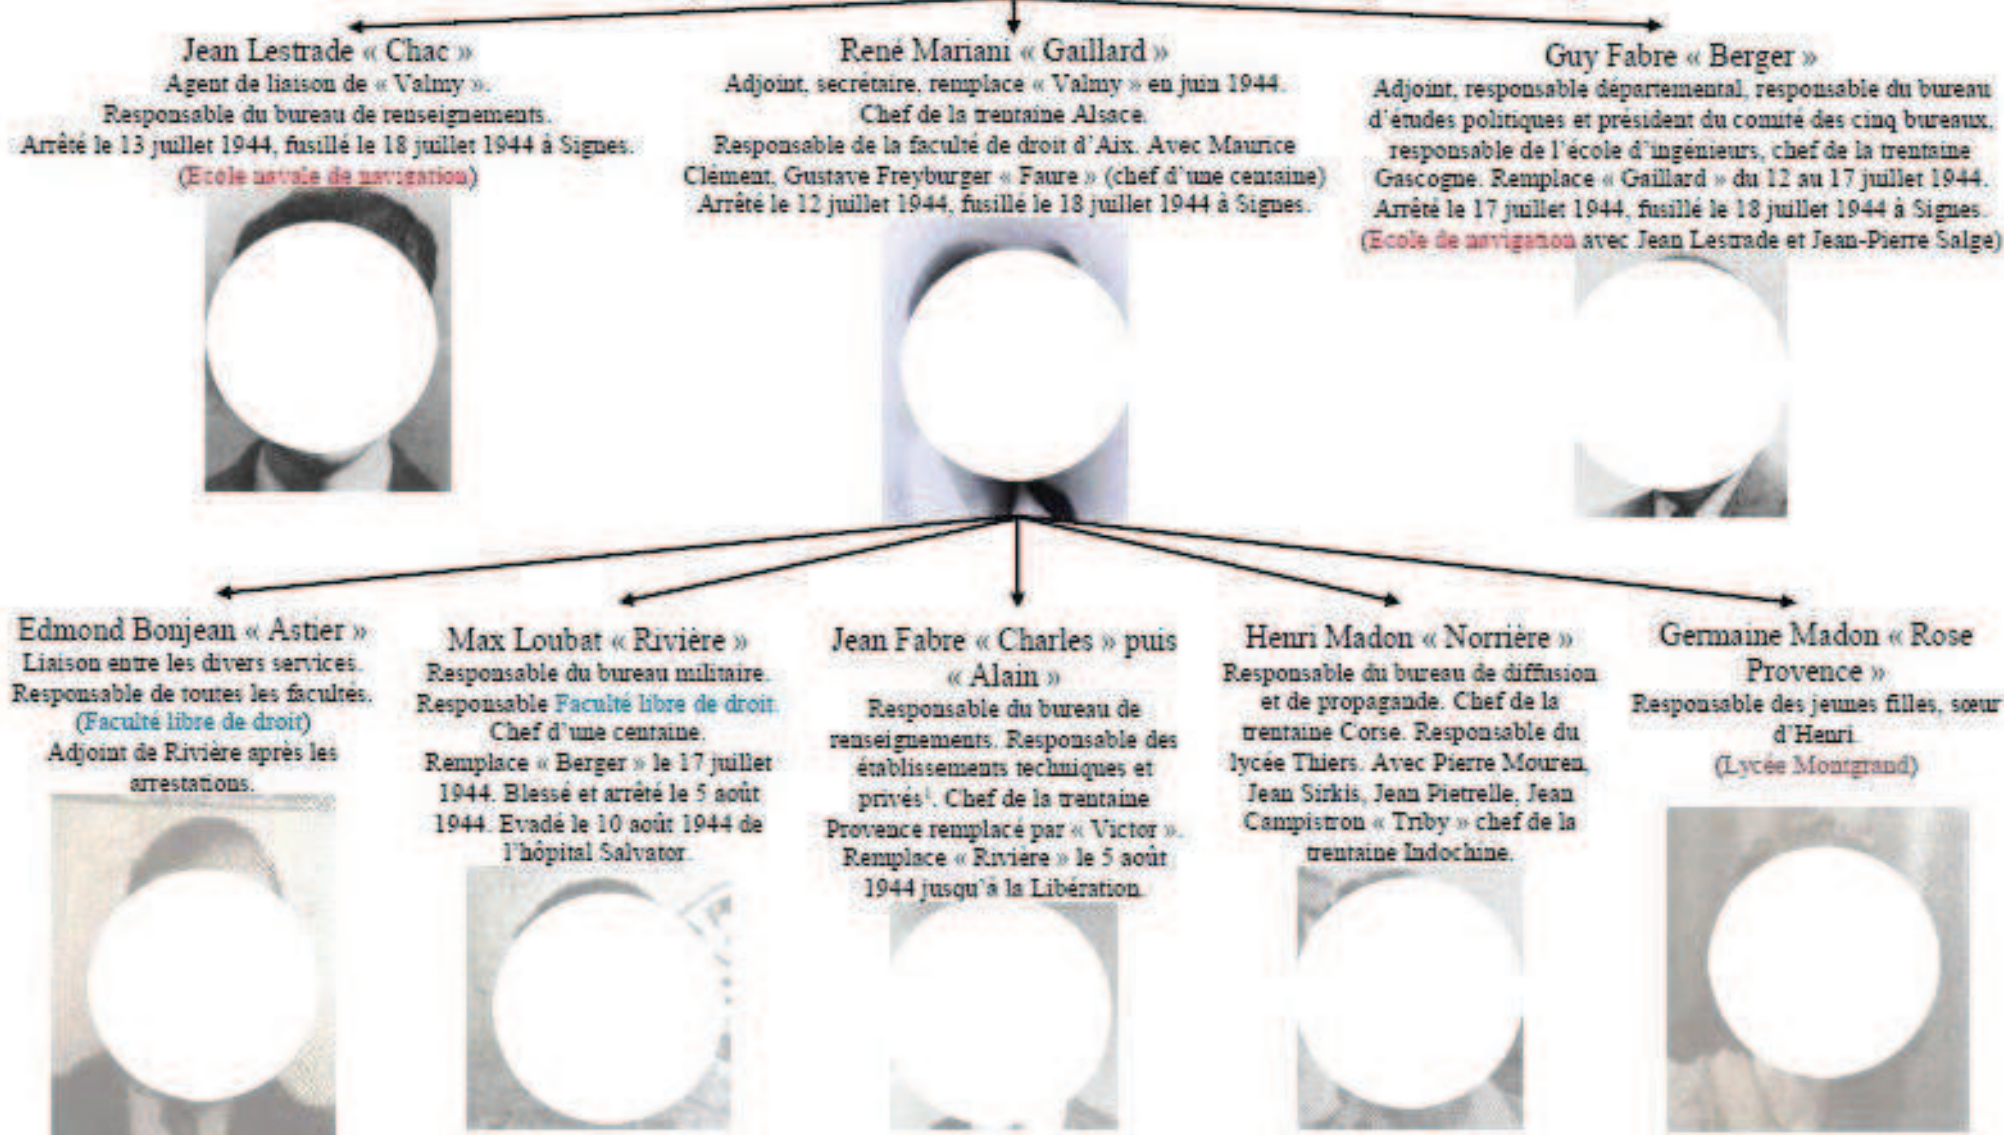 Jean Lestrade « Chac »
Agent de liaison de « Valmy ».
Responsable du bureau de renseignements.
Arrêté le 13 juillet 1944, fusillé le 18 juillet 1944 à Signes.
(Ecole navale de navigation)
René Mariani « Gaillard »
Adjoint, secrétaire, remplace « Valmy » en juin 1944.
Chef de la trentaine Alsace.
Responsable de la faculté de droit d'Aix. Avec Maurice
Clément, Gustave Freyburger « Faure » (chef d'une centaine)
Arrêté le 12 juillet 1944, fusillé le 18 juillet 1944 à Signes.
Guy Fabre « Berger »
Adjoint, responsable départemental, responsable du bureau
d'études politiques et président du comité des cinq bureaux,
responsable de l'école d'ingénieurs, chef de la trentaine
Gascogne. Remplace « Gaillard » du 12 au 17 juillet 1944.
Arrêté le 17 juillet 1944, fusillé le 18 juillet 1944 à Signes.
(Ecole de navigation avec Jean Lestrade et Jean-Pierre Salge)
Edmond Bonjean « Astier »
Liaison entre les divers services.
Responsable de toutes les facultés.
(Faculté libre de droit)
Adjoint de Rivière après les
arrestations.
Max Loubat « Rivière »
Responsable du bureau militaire.
Responsable Faculté libre de droit.
Chef d'une centaine.
Remplace « Berger » le 17 juillet
1944. Blessé et arrêté le 5 août
1944. Evadé le 10 août 1944 de
l'hôpital Salvator.
Jean Fabre « Charles » puis
« Alain »
Responsable du bureau de
renseignements. Responsable des
établissements techniques et
privés¹. Chef de la trentaine
Provence remplacé par « Victor ».
Remplace « Rivière » le 5 août
1944 jusqu'à la Libération.
Henri Madon « Norrière »
Responsable du bureau de diffusion
et de propagande. Chef de la
trentaine Corse. Responsable du
lycée Thiers. Avec Pierre Mouren,
Jean Sirkis, Jean Pietrelle, Jean
Campistron « Triby » chef de la
trentaine Indochine.
Germaine Madon « Rose
Provence »
Responsable des jeunes filles, sœur
d'Henri.
(Lycée Montgrand)